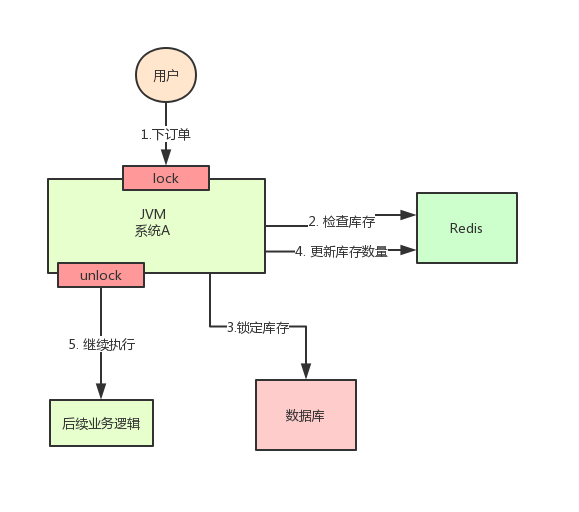 用户
1.下订单
lock
JVM
系统A
2. 检查库存
Redis
4. 更新库存数量
unlock
3.锁定库存
5. 继续执行
数据库
后续业务逻辑